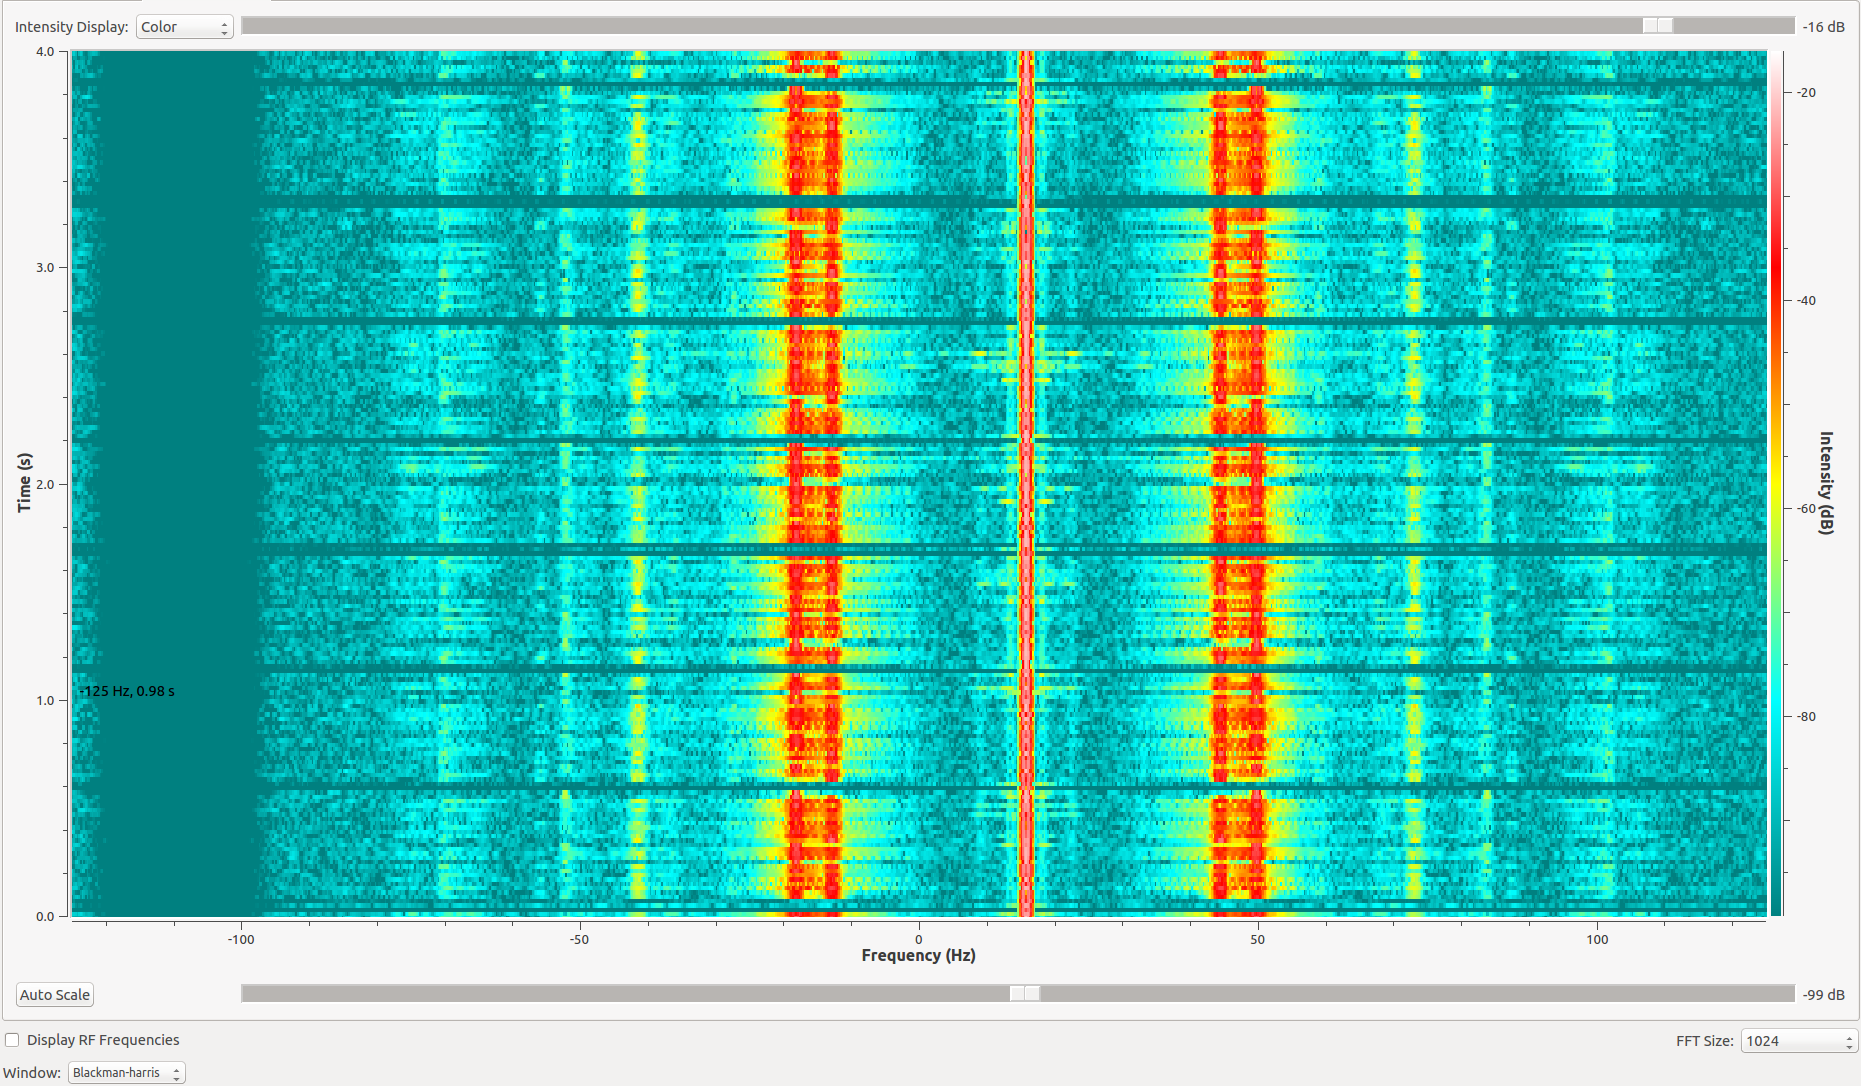 Intensity Display: Color -16 dB
4.0
3.0
2.0
1.0
0.0
Time (s)
-125 Hz, 0.98 s
-100 -50 0 50 100
Frequency (Hz)
-20
-40
-60
-80
Intensity (dB)
Auto Scale -99 dB
Display RF Frequencies FFT Size: 1024
Window: Blackman-harris